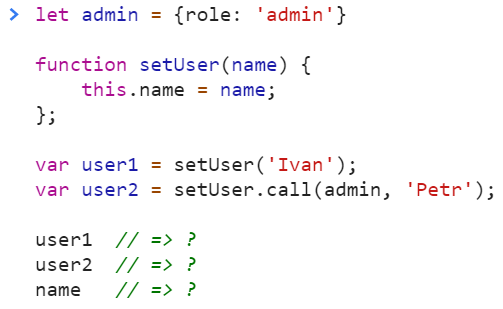 > let admin = {role: 'admin'}
function setUser(name) {
this.name = name;
};
var user1 = setUser('Ivan');
var user2 = setUser.call(admin, 'Petr');
user1 // => ?
user2 // => ?
name // => ?